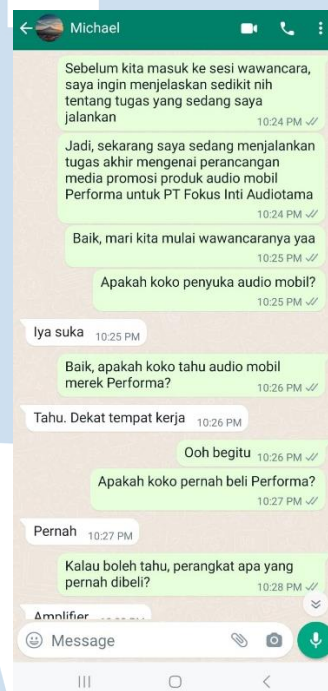 Michael
Sebelum kita masuk ke sesi wawancara,
saya ingin menjelaskan sedikit nih
tentang tugas yang sedang saya
jalankan
10:24 PM
Jadi, sekarang saya sedang menjalankan
tugas akhir mengenai perancangan
media promosi produk audio mobil
Performa untuk PT Fokus Inti Audiotama
10:24 PM
Baik, mari kita mulai wawancaranya yaa
10:25 PM
Apakah koko penyuka audio mobil?
10:25 PM
Iya suka 10:25 PM
Baik, apakah koko tahu audio mobil
merek Performa? 10:26 PM
Tahu. Dekat tempat kerja 10:26 PM
Ooh begitu 10:26 PM
Apakah koko pernah beli Performa?
10:27 PM
Pernah 10:27 PM
Kalau boleh tahu, perangkat apa yang
pernah dibeli? 10:28 PM
Amplifier
Message